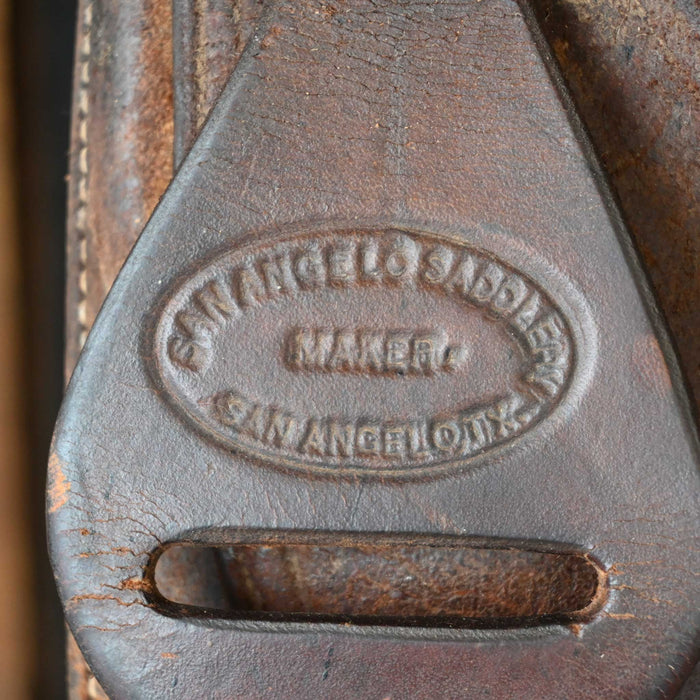 SAN ANGELO SADDLERY
MAKER.
SAN ANGELO, TX.